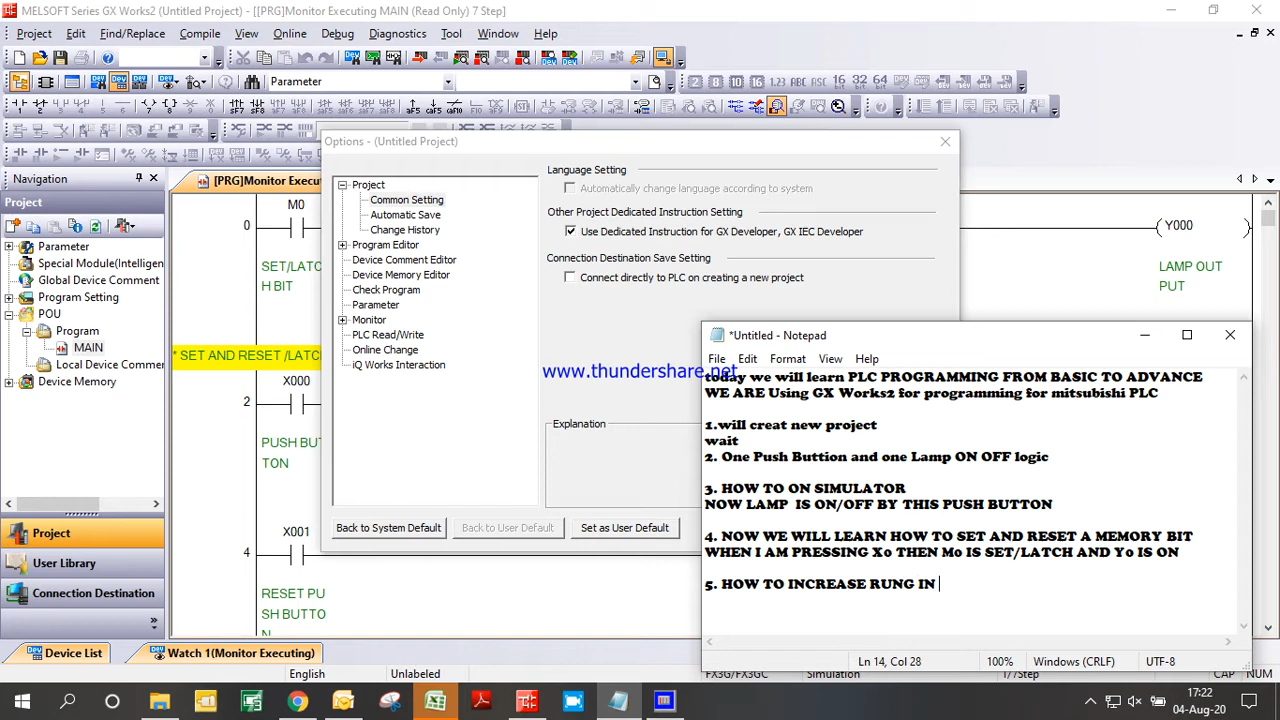 MELSOFT Series GX Works2 (Untitled Project) - [[PRG]Monitor Executing MAIN (Read Only) 7 Step]
Project Edit Find/Replace Compile View Online Debug Diagnostics Tool Window Help
Parameter
Navigation
[PRG]Monitor Execu
Project
Parameter
Special Module(Intelligen
Global Device Comment
Program Setting
POU
Program
MAIN
Local Device Commer
Device Memory
Project
User Library
Connection Destination
Device List
Watch 1(Monitor Executing)
0
M0
Y000
SET/LATC
H BIT
LAMP OUT
PUT
* SET AND RESET /LATCH
X000
2
PUSH BUT
TON
X001
4
RESET PU
SH BUTTO
N
Options - (Untitled Project)
Project
Common Setting
Automatic Save
Change History
Program Editor
Device Comment Editor
Device Memory Editor
Check Program
Parameter
Monitor
PLC Read/Write
Online Change
iQ Works Interaction
Language Setting
Automatically change language according to system
Other Project Dedicated Instruction Setting
Use Dedicated Instruction for GX Developer, GX IEC Developer
Connection Destination Save Setting
Connect directly to PLC on creating a new project
Explanation
Back to System Default
Back to User Default
Set as User Default
www.thundershare.net
*Untitled - Notepad
File Edit Format View Help
today we will learn PLC PROGRAMMING FROM BASIC TO ADVANCE
WE ARE Using GX Works2 for programming for mitsubishi PLC
1.will creat new project
wait
2. One Push Buttion and one Lamp ON OFF logic
3. HOW TO ON SIMULATOR
NOW LAMP IS ON/OFF BY THIS PUSH BUTTON
4. NOW WE WILL LEARN HOW TO SET AND RESET A MEMORY BIT
WHEN I AM PRESSING X0 THEN M0 IS SET/LATCH AND Y0 IS ON
5. HOW TO INCREASE RUNG IN
Ln 14, Col 28 100% Windows (CRLF) UTF-8
English Unlabeled FX3G/FX3GC Simulation 1/7Step CAP NUM
17:22
04-Aug-20